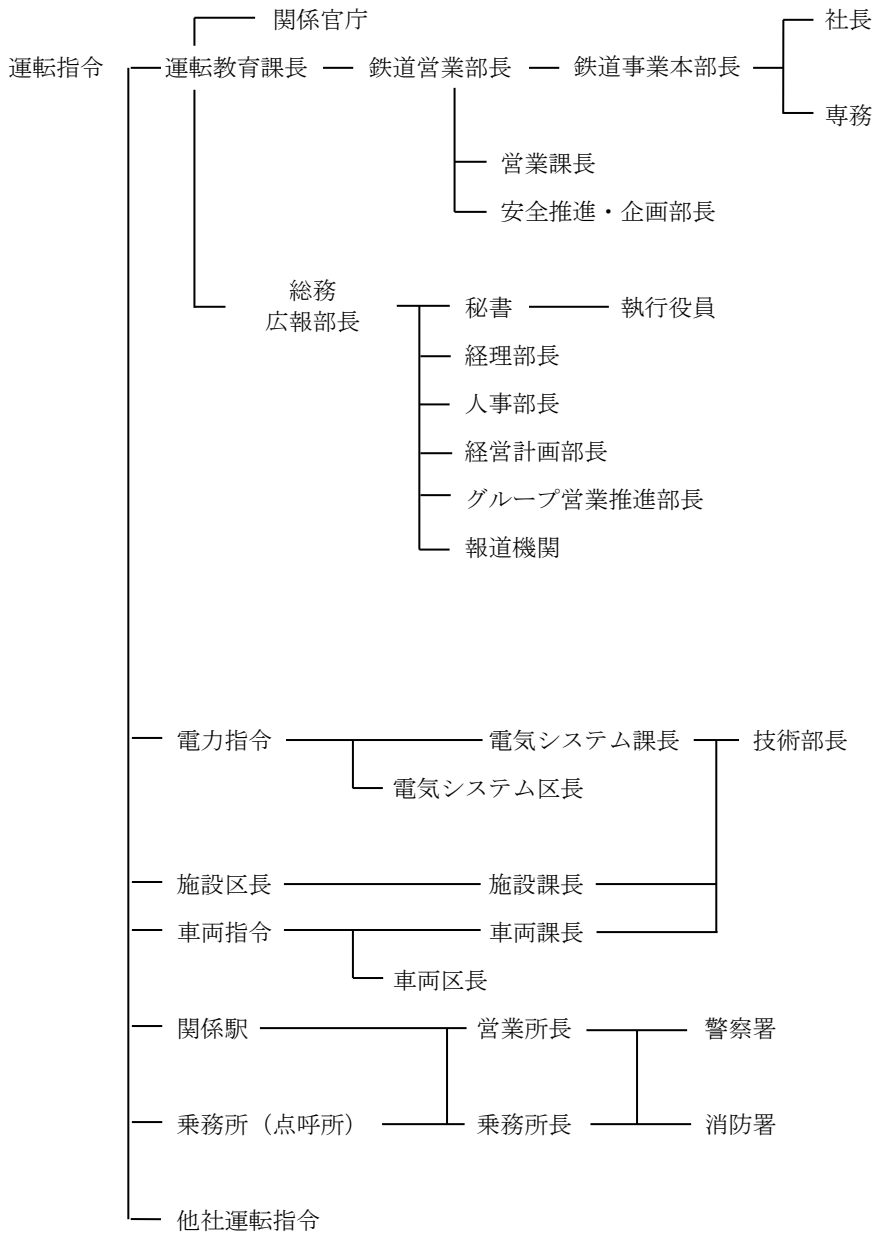 関係官庁
社長
運転指令
運転教育課長
鉄道営業部長
鉄道事業本部長
専務
営業課長
安全推進・企画部長
総務
広報部長
秘書
執行役員
経理部長
人事部長
経営計画部長
グループ営業推進部長
報道機関
電力指令
電気システム課長
技術部長
電気システム区長
施設区長
施設課長
車両指令
車両課長
車両区長
関係駅
営業所長
警察署
乗務所（点呼所）
乗務所長
消防署
他社運転指令